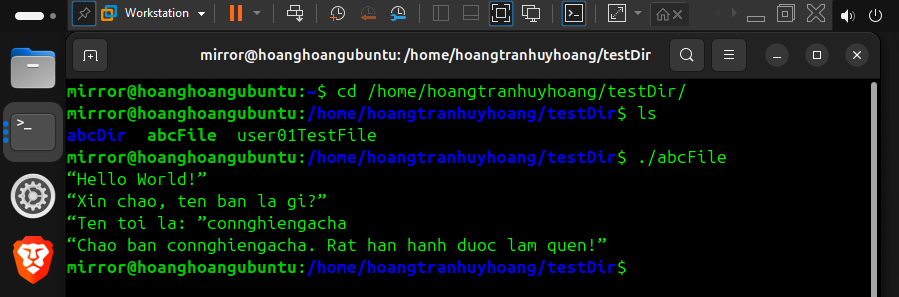 Workstation
mirror@hoanghoangubuntu: /home/hoangtranhuyhoang/testDir
mirror@hoanghoangubuntu:~$ cd /home/hoangtranhuyhoang/testDir/
mirror@hoanghoangubuntu:/home/hoangtranhuyhoang/testDir$ ls
abcDir  abcFile  user01TestFile
mirror@hoanghoangubuntu:/home/hoangtranhuyhoang/testDir$ ./abcFile
“Hello World!”
“Xin chao, ten ban la gi?”
“Ten toi la: ”connghiengacha
“Chao ban connghiengacha. Rat han hanh duoc lam quen!”
mirror@hoanghoangubuntu:/home/hoangtranhuyhoang/testDir$